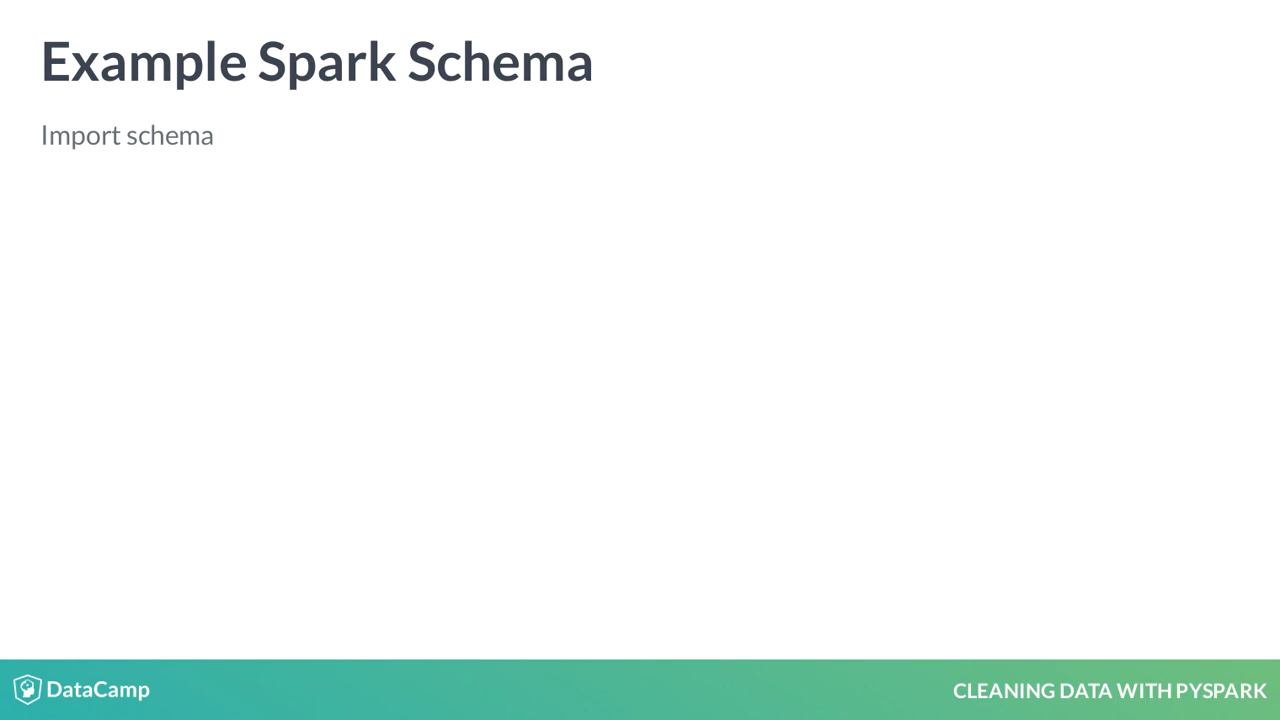 Example Spark Schema
Import schema
DataCamp
CLEANING DATA WITH PYSPARK